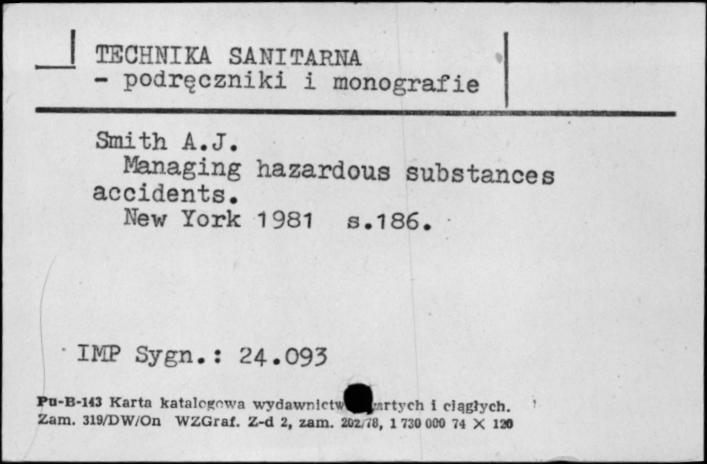 TECHNIKA SANITARNA
- podręczniki i monografie
Smith A.J.
Managing hazardous substances
accidents.
New York 1981 s.186.
IMP Sygn.: 24.093
Pu-B-143 Karta katalogowa wydawnictw i ciągłych.
Zam. 319/DW/On WZGraf. Z-d 2, zam. 202/78, 1 730 000 74 X 120